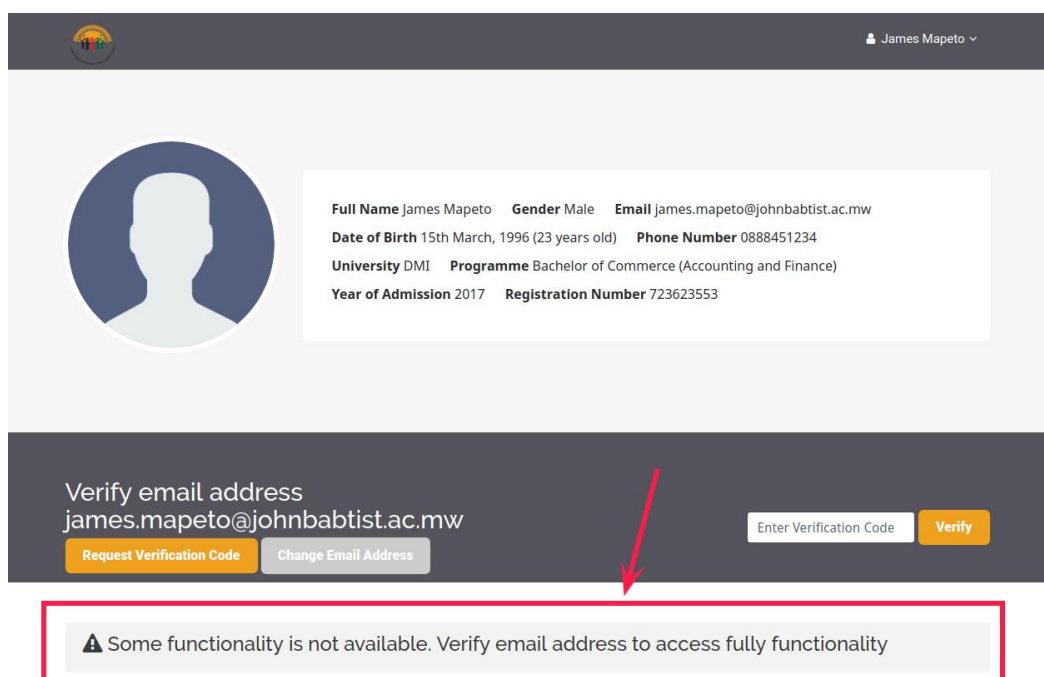 James Mapeto
Full Name James Mapeto Gender Male Email james.mapeto@johnbabtist.ac.mw
Date of Birth 15th March, 1996 (23 years old) Phone Number 0888451234
University DMI Programme Bachelor of Commerce (Accounting and Finance)
Year of Admission 2017 Registration Number 723623553
Verify email address
james.mapeto@johnbabtist.ac.mw
Enter Verification Code Verify
Request Verification Code Change Email Address
Some functionality is not available. Verify email address to access fully functionality